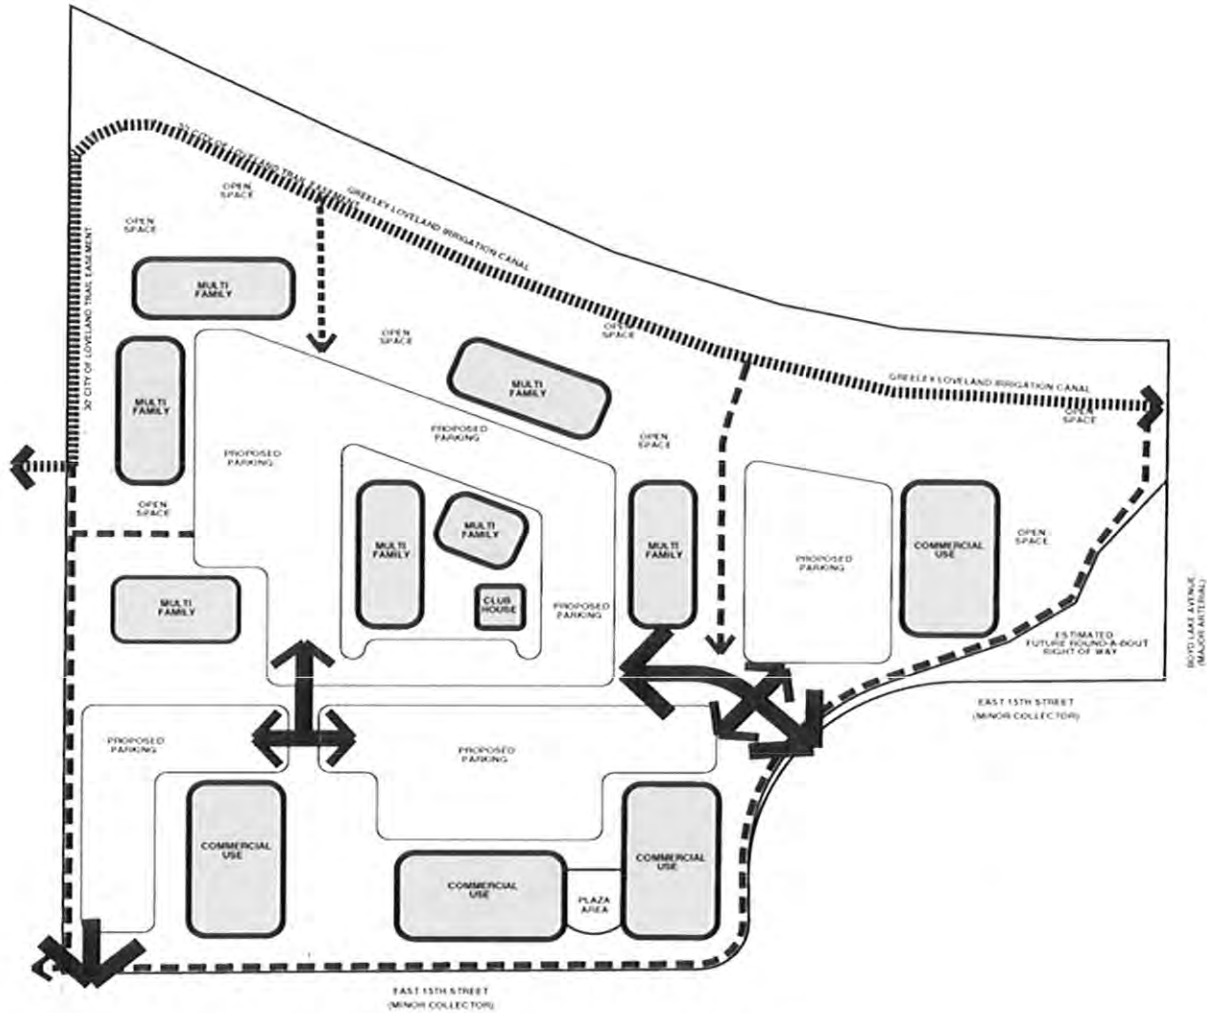 30' CITY OF LOVELAND TRAIL EASEMENT
GREELEY LOVELAND IRRIGATION CANAL
OPEN
SPACE
OPEN
SPACE
30' CITY OF LOVELAND TRAIL EASEMENT
MULTI
FAMILY
OPEN
SPACE
OPEN
SPACE
MULTI
FAMILY
MULTI
FAMILY
GREELEY LOVELAND IRRIGATION CANAL
OPEN
SPACE
PROPOSED
PARKING
PROPOSED
PARKING
OPEN
SPACE
OPEN
SPACE
MULTI
FAMILY
MULTI
FAMILY
MULTI
FAMILY
COMMERCIAL
USE
OPEN
SPACE
PROPOSED
PARKING
MULTI
FAMILY
CLUB
HOUSE
PROPOSED
PARKING
ESTIMATED
FUTURE ROUND-A-BOUT
RIGHT OF WAY
BOYD LAKE AVENUE
(MAJOR ARTERIAL)
EAST 15TH STREET
(MINOR COLLECTOR)
PROPOSED
PARKING
PROPOSED
PARKING
COMMERCIAL
USE
COMMERCIAL
USE
COMMERCIAL
USE
PLAZA
AREA
EAST 15TH STREET
(MINOR COLLECTOR)